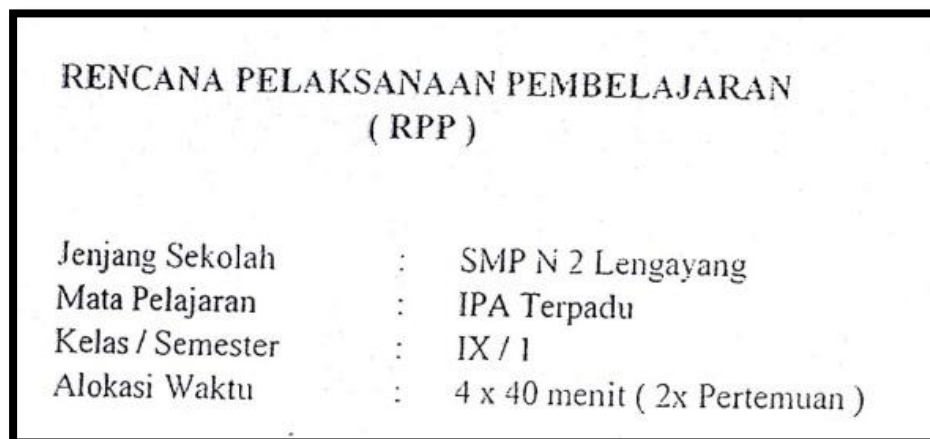 RENCANA PELAKSANAAN PEMBELAJARAN
( RPP )
Jenjang Sekolah : SMP N 2 Lengayang
Mata Pelajaran : IPA Terpadu
Kelas / Semester : IX / 1
Alokasi Waktu : 4 x 40 menit ( 2x Pertemuan )